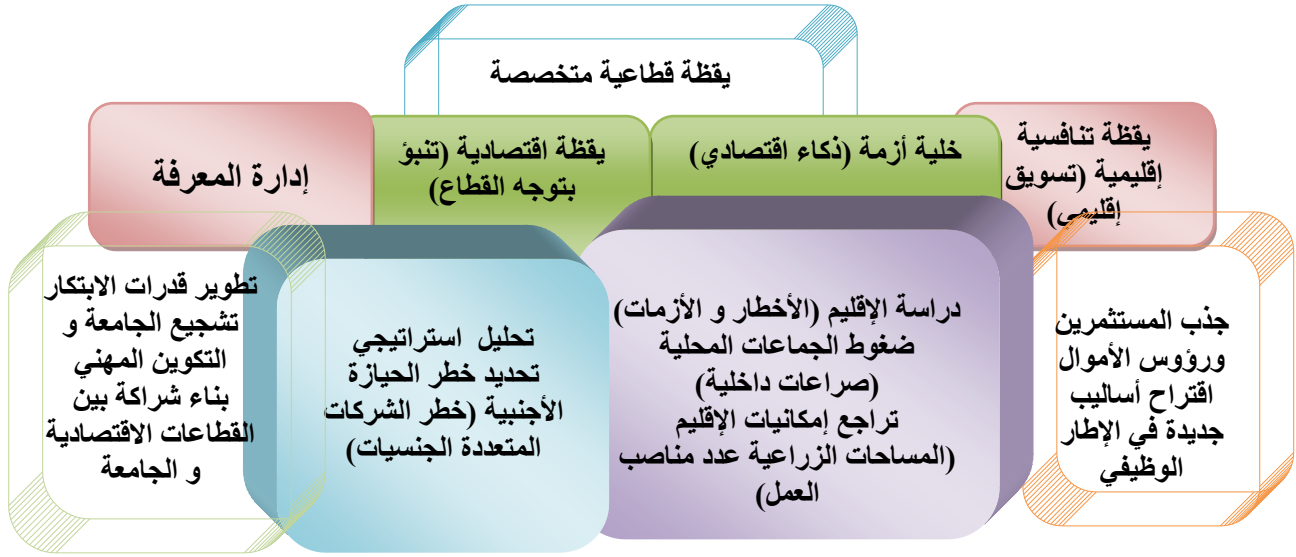 يقظة قطاعية متخصصة
يقظة تنافسية
إقليمية (تسويق
إقليمي)
خلية أزمة (ذكاء اقتصادي)
يقظة اقتصادية (تنبؤ
بتوجه القطاع)
إدارة المعرفة
جذب المستثمرين
ورؤوس الأموال
اقتراح أساليب
جديدة في الإطار
الوظيفي
دراسة الإقليم (الأخطار و الأزمات)
ضغوط الجماعات المحلية
(صراعات داخلية)
تراجع إمكانيات الإقليم
(المساحات الزراعية عدد مناصب
العمل)
تحليل استراتيجي
تحديد خطر الحيازة
الأجنبية (خطر الشركات
المتعددة الجنسيات)
تطوير قدرات الابتكار
تشجيع الجامعة و
التكوين المهني
بناء شراكة بين
القطاعات الاقتصادية
و الجامعة